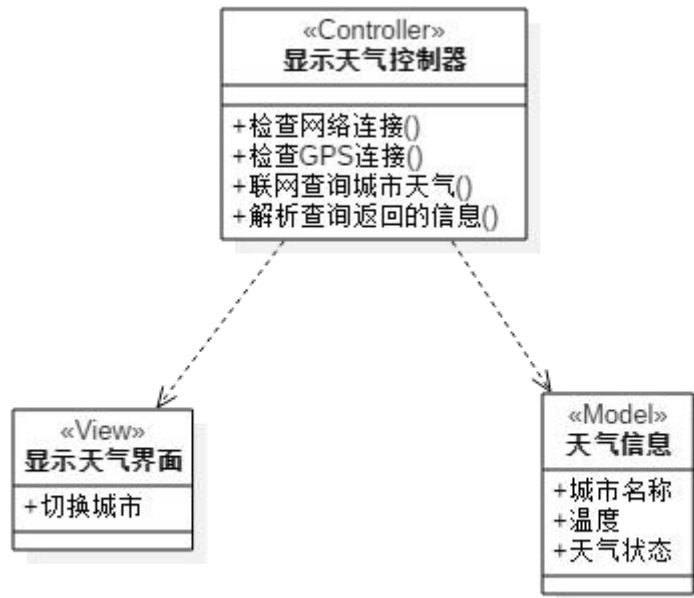 «Controller»
显示天气控制器
+检查网络连接()
+检查GPS连接()
+联网查询城市天气()
+解析查询返回的信息()
«View»
显示天气界面
+切换城市
«Model»
天气信息
+城市名称
+温度
+天气状态